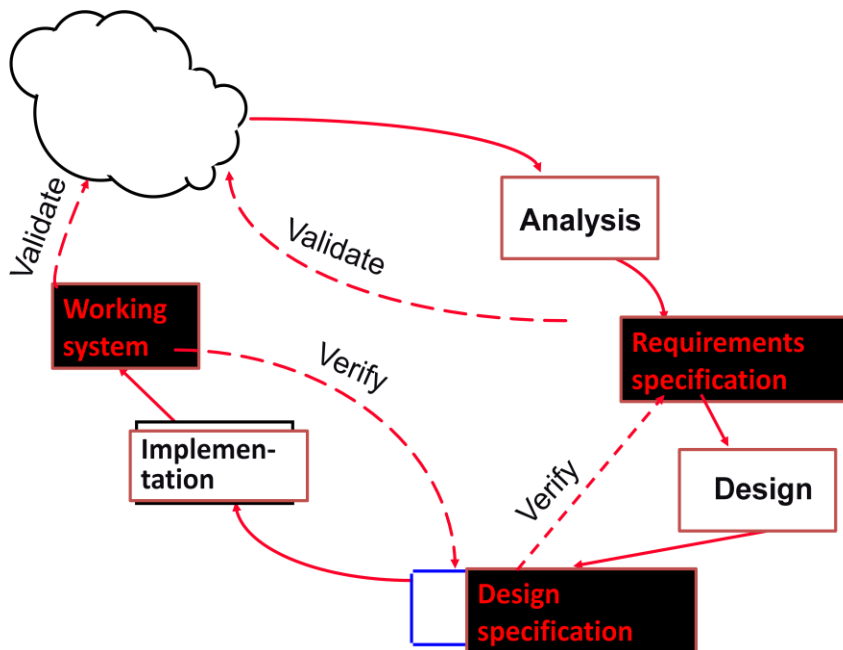 Analysis
Validate
Validate
Working
system
Requirements
specification
Verify
Implemen-
tation
Design
Verify
Design
specification